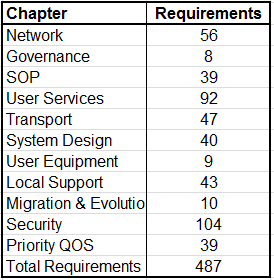 Chapter Requirements
Network 56
Governance 8
SOP 39
User Services 92
Transport 47
System Design 40
User Equipment 9
Local Support 43
Migration & Evolutio 10
Security 104
Priority QOS 39
Total Requirements 487